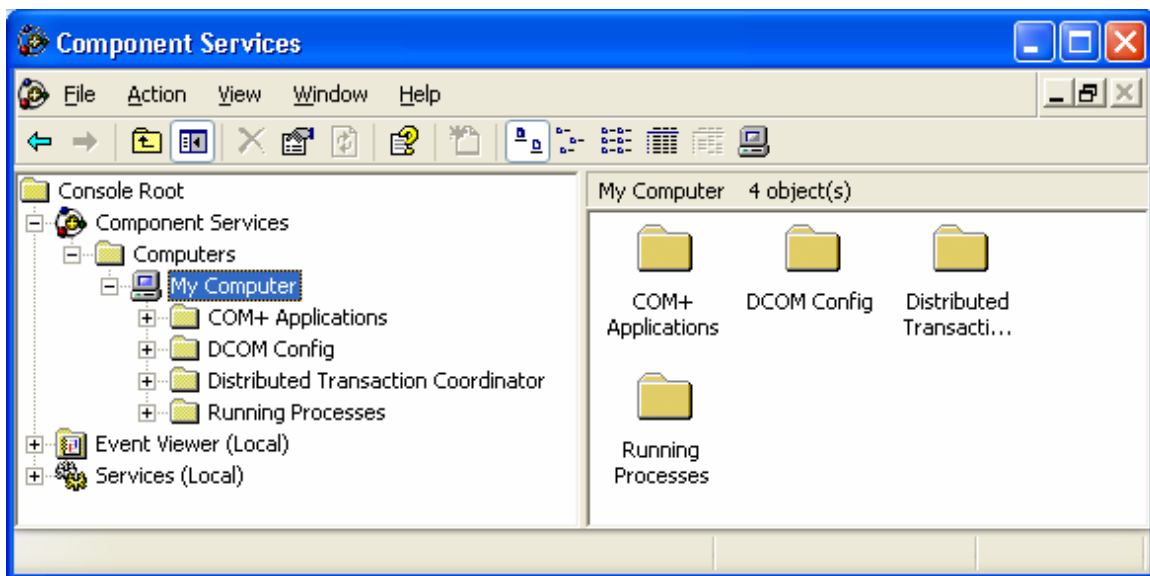 Component Services
File Action View Window Help
Console Root
Component Services
Computers
My Computer
COM+ Applications
DCOM Config
Distributed Transaction Coordinator
Running Processes
Event Viewer (Local)
Services (Local)
My Computer 4 object(s)
COM+
Applications
DCOM Config
Distributed
Transacti...
Running
Processes